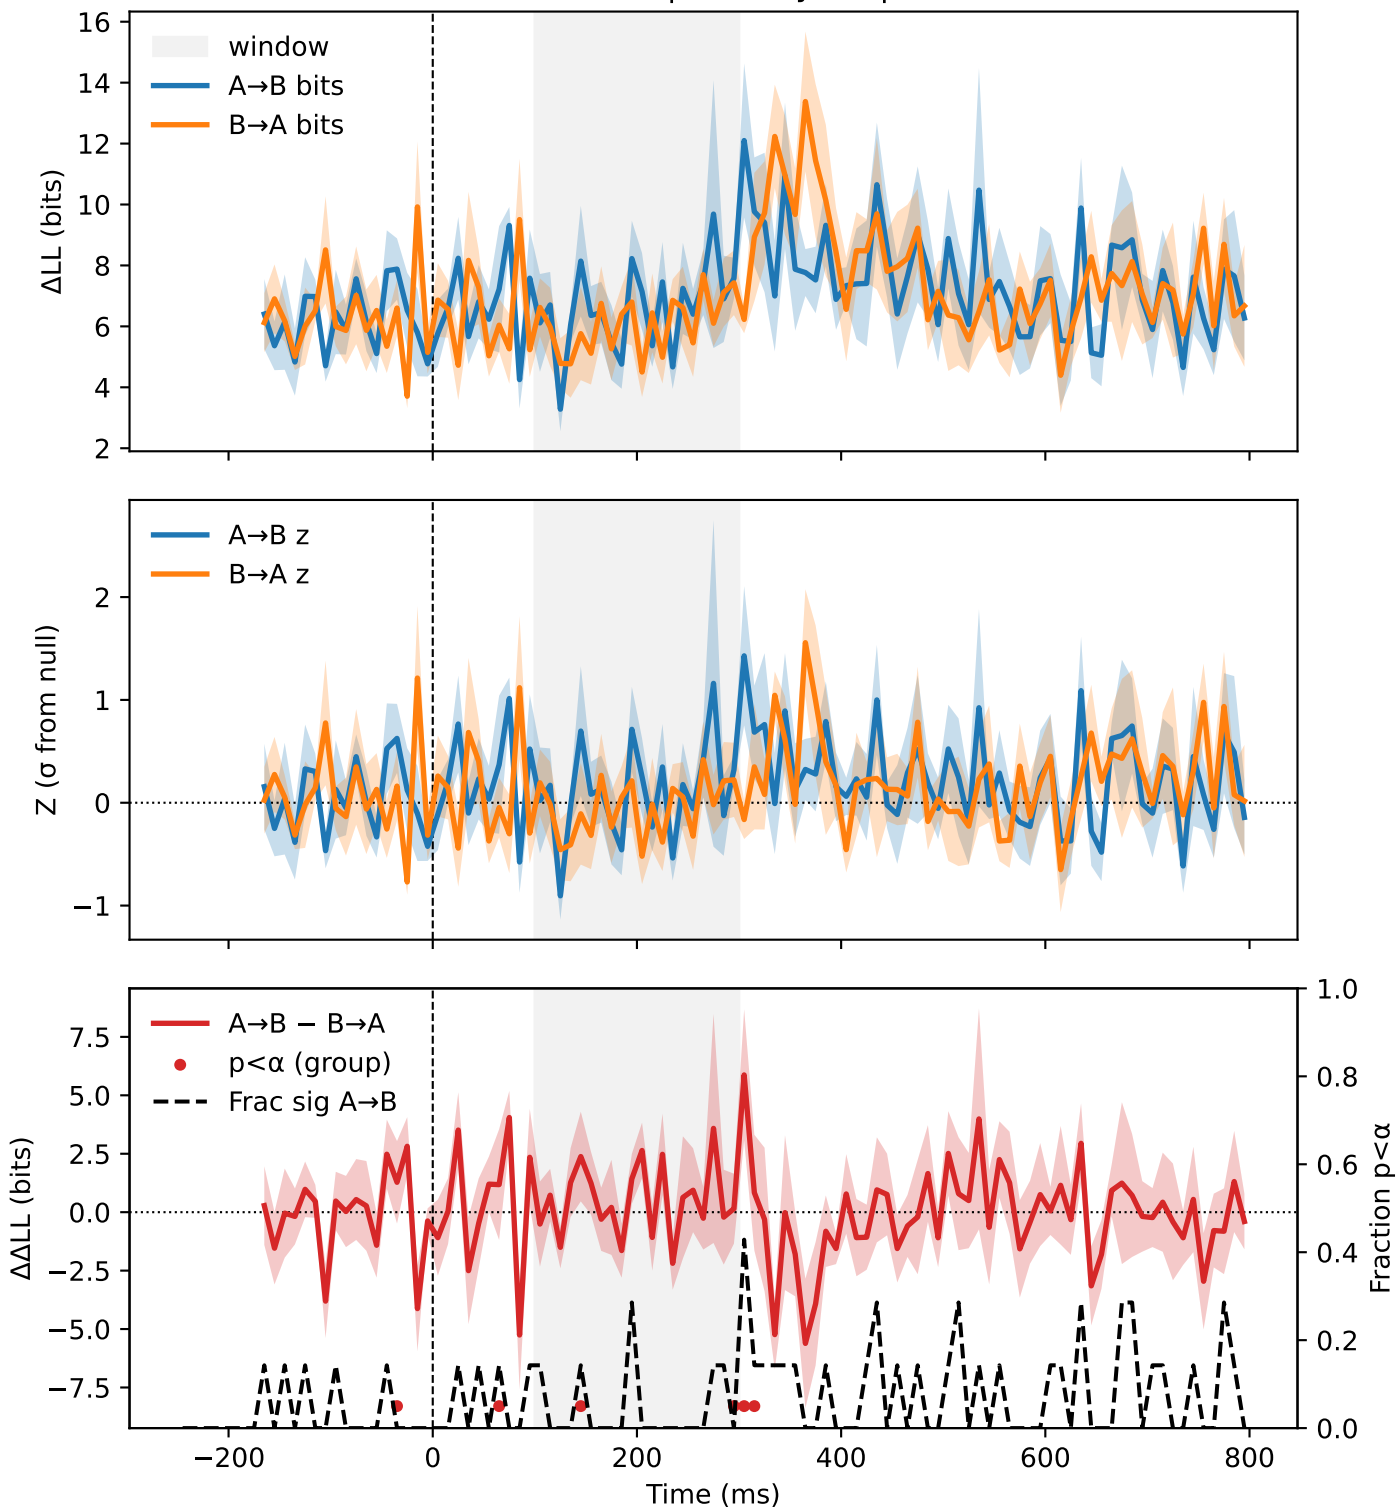 16
14
12
10
8
6
4
2
ΔLL (bits)
window
A→B bits
B→A bits
2
1
0
−1
Z (σ from null)
A→B z
B→A z
7.5
5.0
2.5
0.0
−2.5
−5.0
−7.5
ΔΔLL (bits)
A→B − B→A
p<α (group)
Frac sig A→B
1.0
0.8
0.6
0.4
0.2
0.0
Fraction p<α
−200 0 200 400 600 800
Time (ms)